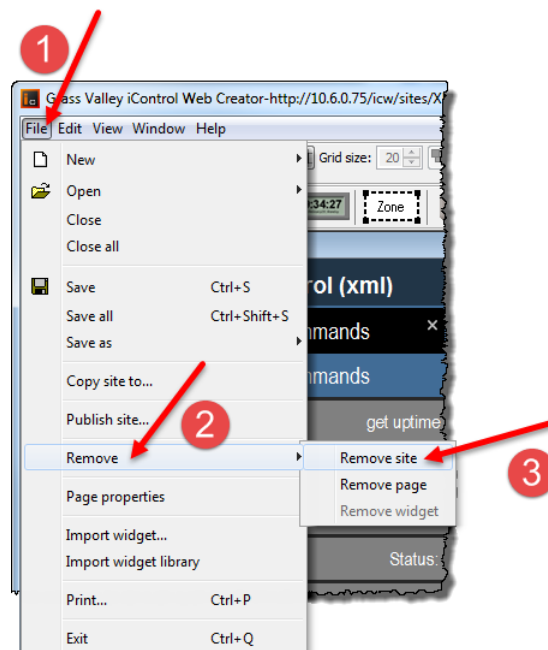 1
Grass Valley iControl Web Creator-http://10.6.0.75/icw/sites/X
File Edit View Window Help
New
Grid size: 20
Open
:34:27
Zone
Close
Close all
rol (xml)
Save Ctrl+S
mmands ×
Save all Ctrl+Shift+S
Save as
mmands
Copy site to...
Publish site...
2
get uptime
Remove
Remove site
3
Remove page
Page properties
Remove widget
Import widget...
Import widget library
Status:
Print... Ctrl+P
Exit Ctrl+Q